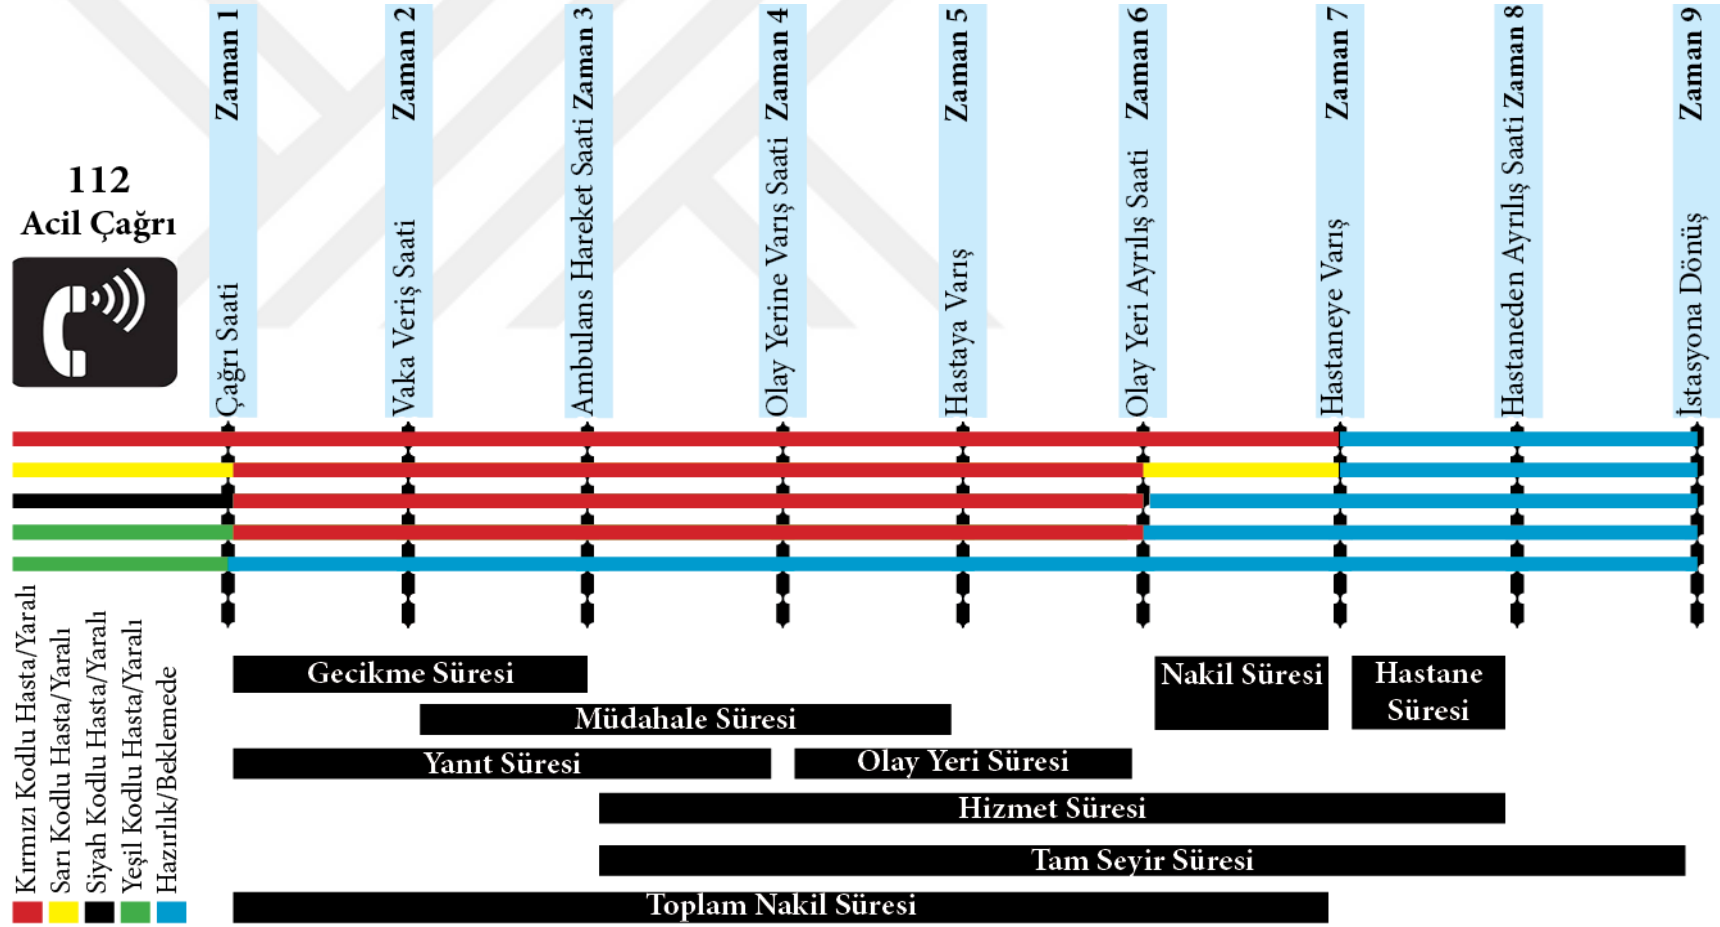 Zaman 1
Zaman 2
Zaman 3
Zaman 4
Zaman 5
Zaman 6
Zaman 7
Zaman 8
Zaman 9
112
Acil Çağrı
Çağrı Saati
Vaka Veriş Saati
Ambulans Hareket Saati
Olay Yerine Varış Saati
Hastaya Varış
Olay Yeri Ayrılış Saati
Hastaneye Varış
Hastaneden Ayrılış Saati
İstasyona Dönüş
Kırmızı Kodlu Hasta/Yaralı
Sarı Kodlu Hasta/Yaralı
Siyah Kodlu Hasta/Yaralı
Yeşil Kodlu Hasta/Yaralı
Hazırlık/Beklemede
Gecikme Süresi
Nakil Süresi
Hastane
Süresi
Müdahale Süresi
Yanıt Süresi
Olay Yeri Süresi
Hizmet Süresi
Tam Seyir Süresi
Toplam Nakil Süresi